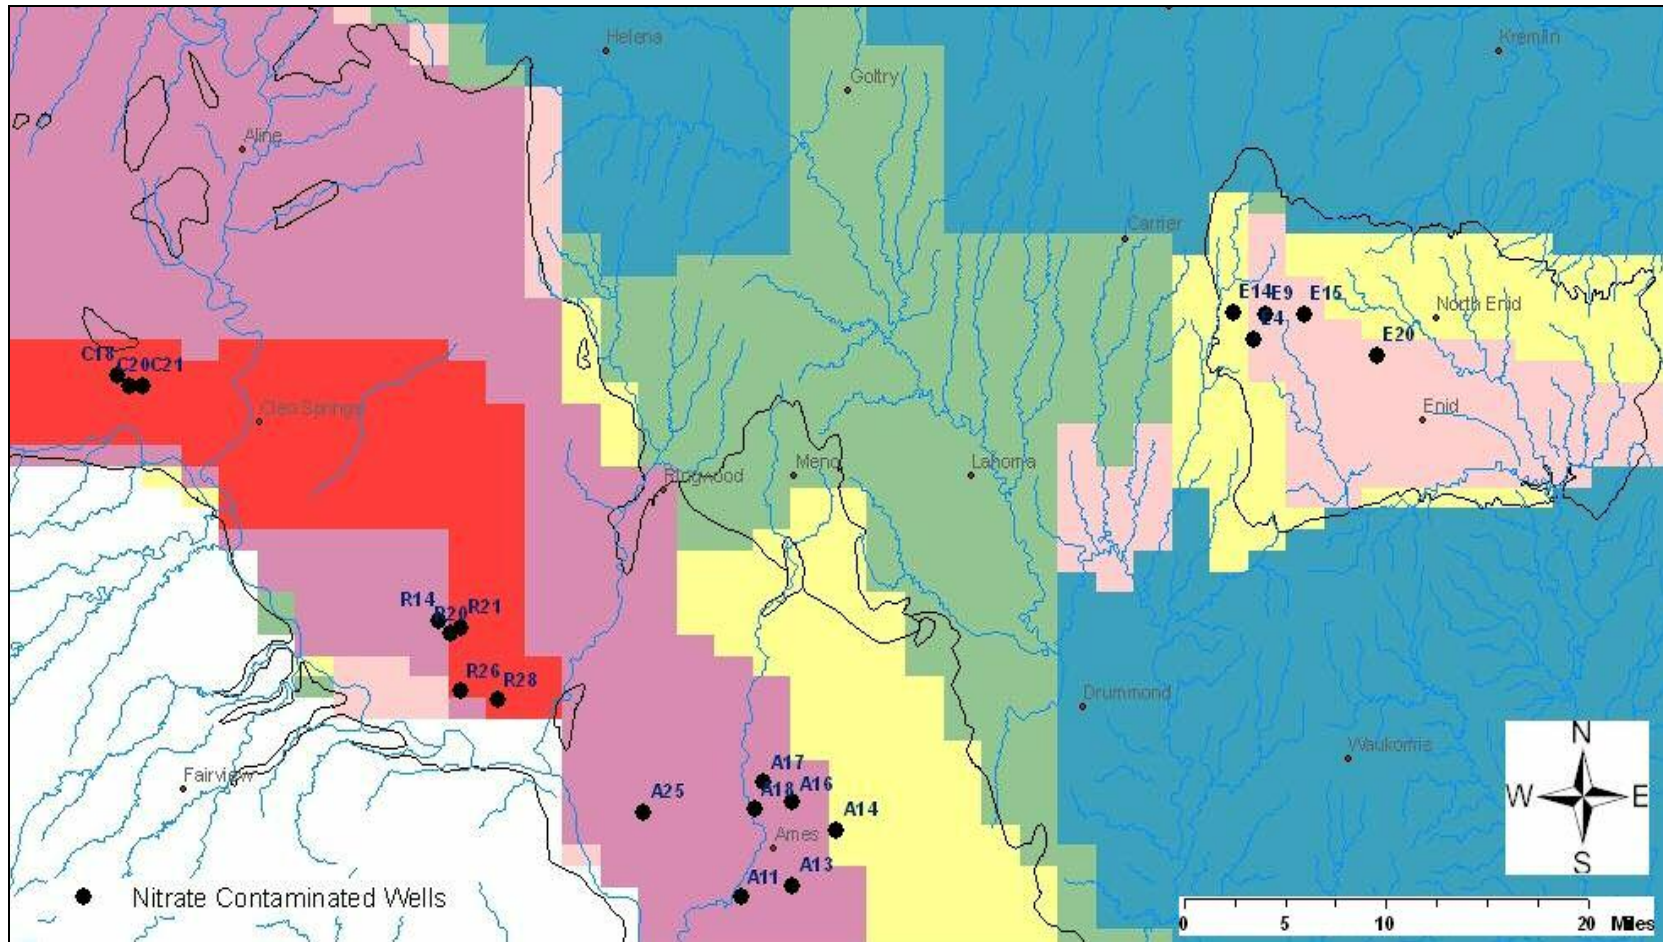 Helena
Kremlin
Goltry
Aline
Carrier
E14 E9 E15
North Enid
E4
E20
C18
C20 C21
Cleo Springs
Enid
Ringwood
Meno
Lahoma
R14
R20
R21
R26
R28
Drummond
Waukomis
Fairview
A17
A25
A18
A16
A14
Ames
A13
A11
N
W
E
S
Nitrate Contaminated Wells
0 5 10 20 Miles